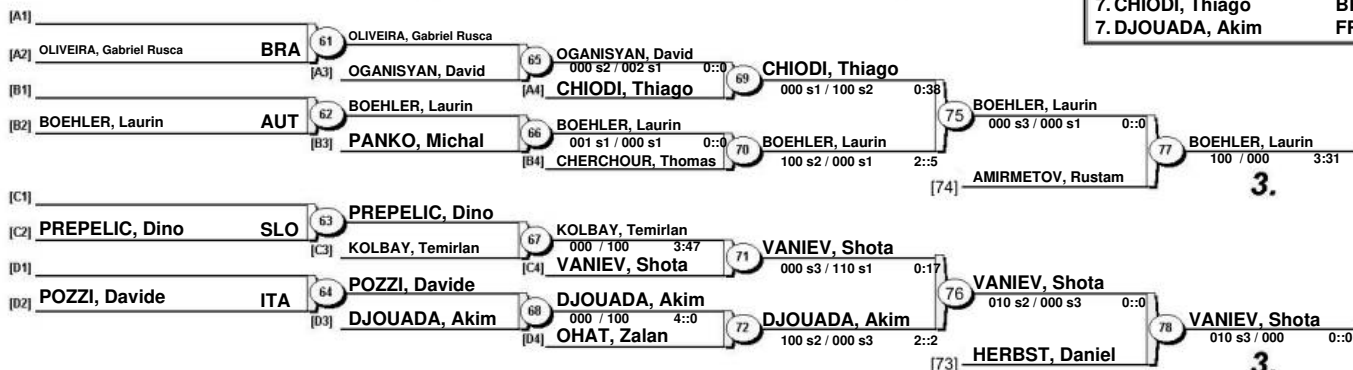 7. CHIODI, Thiago
7. DJOUADA, Akim
[A1]
[A2] OLIVEIRA, Gabriel Rusca BRA
61
OLIVEIRA, Gabriel Rusca
[A3] OGANISYAN, David
65
OGANISYAN, David
000 s2 / 002 s1 0::0
[A4] CHIODI, Thiago
69
CHIODI, Thiago
000 s1 / 100 s2 0:38
[B1]
[B2] BOEHLER, Laurin AUT
62
BOEHLER, Laurin
[B3] PANKO, Michal
66
BOEHLER, Laurin
001 s1 / 000 s1 0::0
[B4] CHERCHOUR, Thomas
70
BOEHLER, Laurin
100 s2 / 000 s1 2::5
75
BOEHLER, Laurin
000 s3 / 000 s1 0::0
[74] AMIRMETOV, Rustam
77
BOEHLER, Laurin
100 / 000 3:31
3.
[C1]
[C2] PREPELIC, Dino SLO
63
PREPELIC, Dino
[C3] KOLBAY, Temirlan
67
KOLBAY, Temirlan
000 / 100 3:47
[C4] VANIEV, Shota
71
VANIEV, Shota
000 s3 / 110 s1 0:17
[D1]
[D2] POZZI, Davide ITA
64
POZZI, Davide
[D3] DJOUADA, Akim
68
DJOUADA, Akim
000 / 100 4::0
[D4] OHAT, Zalan
72
DJOUADA, Akim
100 s2 / 000 s3 2::2
76
VANIEV, Shota
010 s2 / 000 s3 0::0
[73] HERBST, Daniel
78
VANIEV, Shota
010 s3 / 000 0::0
3.